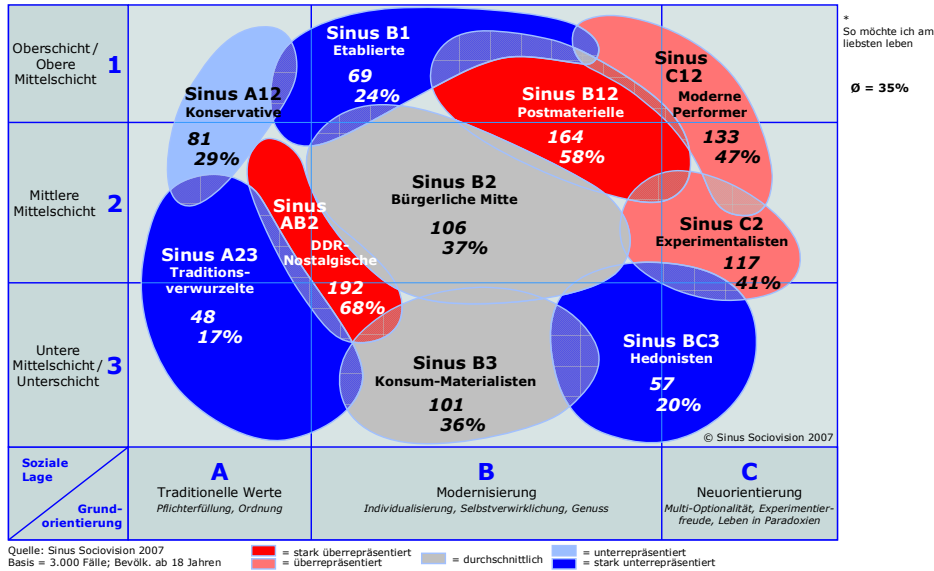 Oberschicht /
Obere
Mittelschicht
1
Mittlere
Mittelschicht
2
Untere
Mittelschicht /
Unterschicht
3
Sinus B1
Etablierte
69
24%
Sinus A12
Konservative
81
29%
Sinus B12
Postmaterielle
164
58%
Sinus
C12
Moderne
Performer
133
47%
Sinus B2
Bürgerliche Mitte
106
37%
Sinus
AB2
DDR-
Nostalgische
192
68%
Sinus A23
Traditions-
verwurzelte
48
17%
Sinus C2
Experimentalisten
117
41%
Sinus B3
Konsum-Materialisten
101
36%
Sinus BC3
Hedonisten
57
20%
© Sinus Sociovision 2007
*
So möchte ich am
liebsten leben
Ø = 35%
Soziale
Lage
Grund-
orientierung
A
Traditionelle Werte
Pflichterfüllung, Ordnung
B
Modernisierung
Individualisierung, Selbstverwirklichung, Genuss
C
Neuorientierung
Multi-Optionalität, Experimentier-
freude, Leben in Paradoxien
Quelle: Sinus Sociovision 2007
Basis = 3.000 Fälle; Bevölk. ab 18 Jahren
= stark überrepräsentiert
= überrepräsentiert
= durchschnittlich
= unterrepräsentiert
= stark unterrepräsentiert